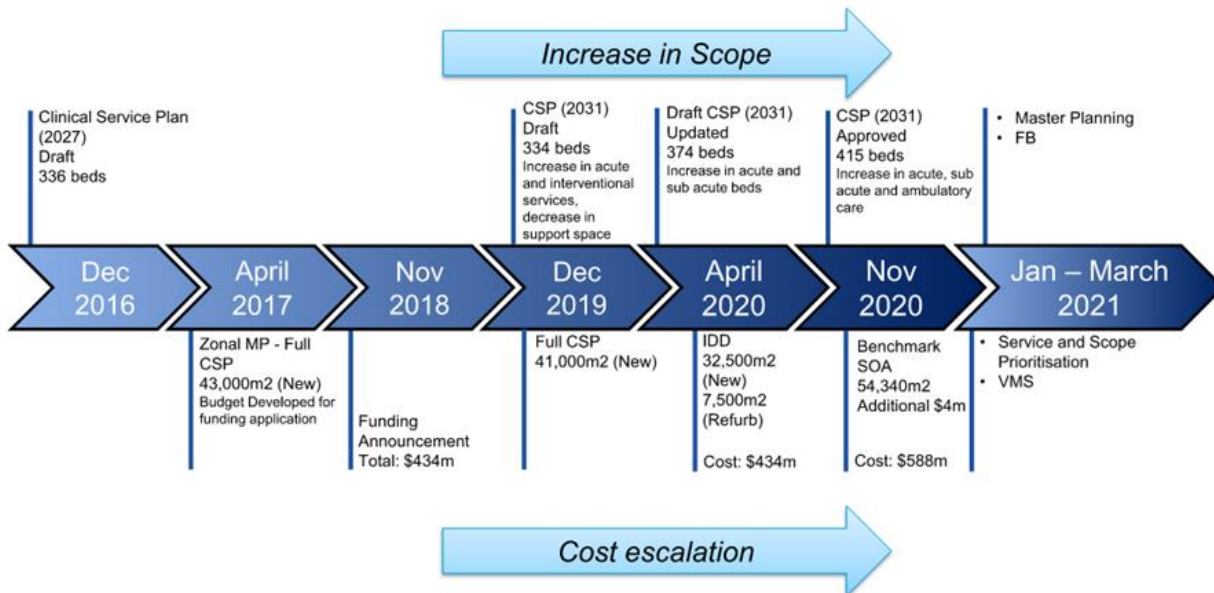 Increase in Scope
Clinical Service Plan
(2027)
Draft
336 beds
CSP (2031)
Draft
334 beds
Increase in acute
and interventional
services,
decrease in
support space
Draft CSP (2031)
Updated
374 beds
Increase in acute and
sub acute beds
CSP (2031)
Approved
415 beds
Increase in acute, sub
acute and ambulatory
care
• Master Planning
• FB
Dec
2016
April
2017
Nov
2018
Dec
2019
April
2020
Nov
2020
Jan – March
2021
Zonal MP - Full
CSP
43,000m2 (New)
Budget Developed for
funding application
Funding
Announcement
Total: $434m
Full CSP
41,000m2 (New)
IDD
32,500m2
(New)
7,500m2
(Refurb)
Cost: $434m
Benchmark
SOA
54,340m2
Additional $4m
Cost: $588m
• Service and Scope
Prioritisation
• VMS
Cost escalation